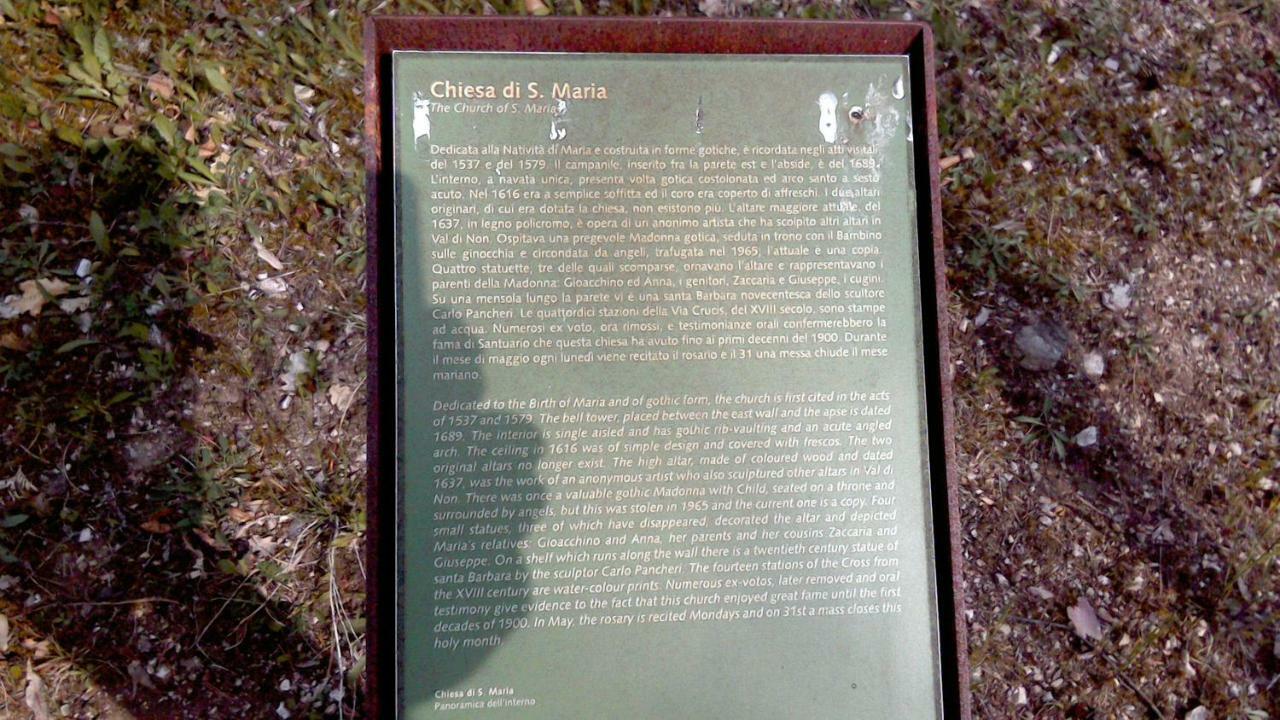 Chiesa di S. Maria
The Church of S. Maria
Dedicata alla Natività di Maria e costruita in forme gotiche, è ricordata negli atti visitali
del 1537 e del 1579. Il campanile, inserito fra la parete est e l'abside, è del 1689.
L'interno, a navata unica, presenta volta gotica costolonata ed arco santo a sesto
acuto. Nel 1616 era a semplice soffitta ed il coro era coperto di affreschi. I due altari
originari, di cui era dotata la chiesa, non esistono più. L'altare maggiore attuale, del
1637, in legno policromo, è opera di un anonimo artista che ha scolpito altri altari in
Val di Non. Ospitava una pregevole Madonna gotica, seduta in trono con il Bambino
sulle ginocchia e circondata da angeli, trafugata nel 1965, l'attuale è una copia.
Quattro statuette, tre delle quali scomparse, ornavano l'altare e rappresentavano i
parenti della Madonna: Gioacchino ed Anna, i genitori, Zaccaria e Giuseppe, i cugini.
Su una mensola lungo la parete vi è una santa Barbara novecentesca dello scultore
Carlo Pancheri. Le quattordici stazioni della Via Crucis, del XVIII secolo, sono stampe
ad acqua. Numerosi ex voto, ora rimossi, e testimonianze orali confermerebbero la
fama di Santuario che questa chiesa ha avuto fino ai primi decenni del 1900. Durante
il mese di maggio ogni lunedì viene recitato il rosario e il 31 una messa chiude il mese
mariano.
Dedicated to the Birth of Maria and of gothic form, the church is first cited in the acts
of 1537 and 1579. The bell tower, placed between the east wall and the apse is dated
1689. The interior is single aisled and has gothic rib-vaulting and an acute angled
arch. The ceiling in 1616 was of simple design and covered with frescos. The two
original altars no longer exist. The high altar, made of coloured wood and dated
1637, was the work of an anonymous artist who also sculptured other altars in Val di
Non. There was once a valuable gothic Madonna with Child, seated on a throne and
surrounded by angels, but this was stolen in 1965 and the current one is a copy. Four
small statues, three of which have disappeared, decorated the altar and depicted
Maria's relatives: Gioacchino and Anna, her parents and her cousins Zaccaria and
Giuseppe. On a shelf which runs along the wall there is a twentieth century statue of
santa Barbara by the sculptor Carlo Pancheri. The fourteen stations of the Cross from
the XVIII century are water-colour prints. Numerous ex-votos, later removed and oral
testimony give evidence to the fact that this church enjoyed great fame until the first
decades of 1900. In May, the rosary is recited Mondays and on 31st a mass closes this
holy month.
Chiesa di S. Maria
Panoramica dell'interno